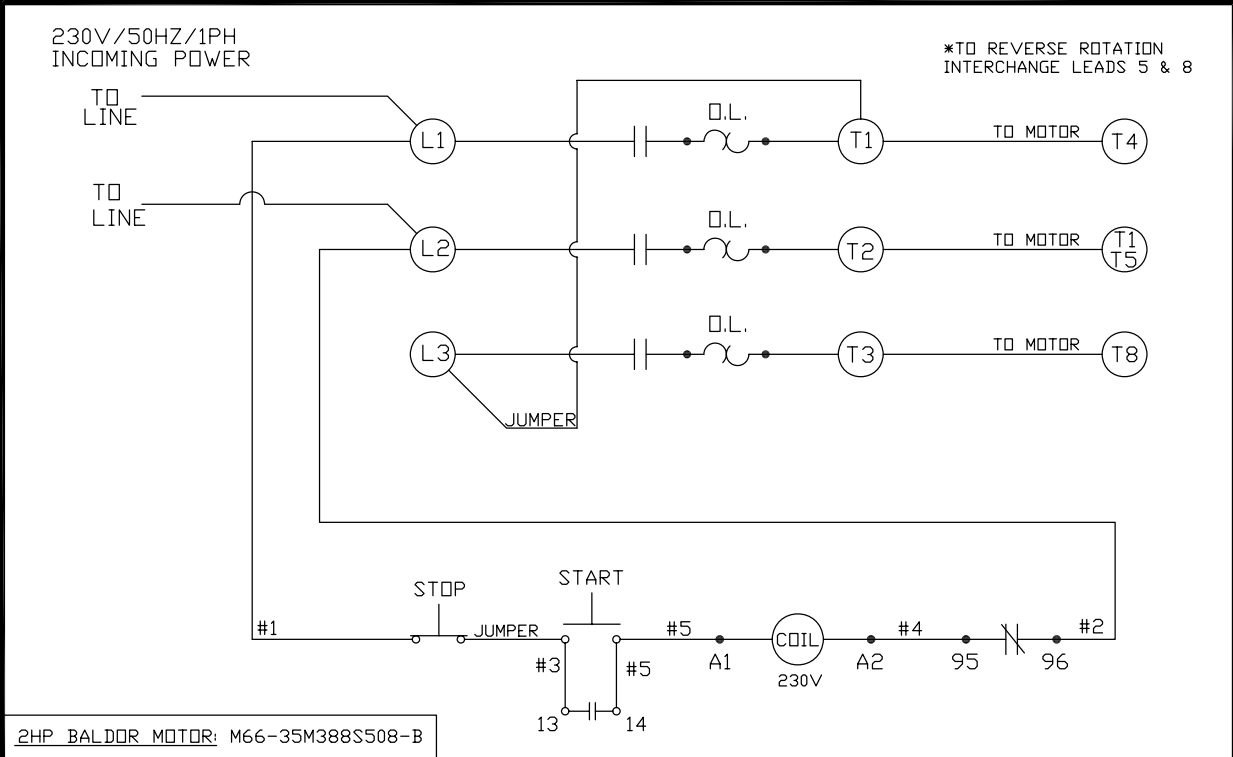 230V/50HZ/1PH
INCOMING POWER
*TO REVERSE ROTATION
INTERCHANGE LEADS 5 & 8
TO
LINE
L1
O.L.
T1
TO MOTOR
T4
TO
LINE
L2
O.L.
T2
TO MOTOR
T1
T5
L3
O.L.
T3
TO MOTOR
T8
JUMPER
STOP
START
#1
JUMPER
#3
#5
#5
A1
COIL
230V
A2
#4
95
96
#2
13
14
2HP BALDOR MOTOR: M66-35M388S508-B